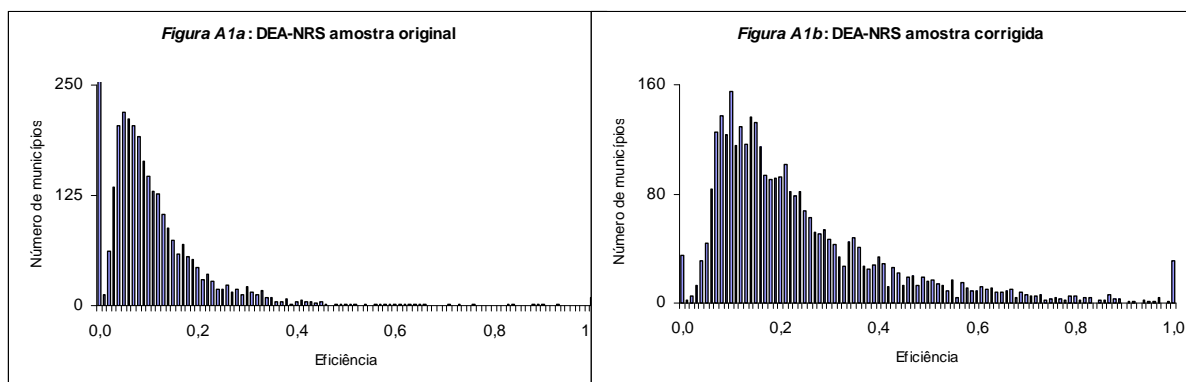 Figura A1a: DEA-NRS amostra original
250
125
0
Número de municípios
0,0 0,2 0,4 0,6 0,8 1
Eficiência
Figura A1b: DEA-NRS amostra corrigida
160
80
0
Número de municípios
0,0 0,2 0,4 0,6 0,8 1,0
Eficiência